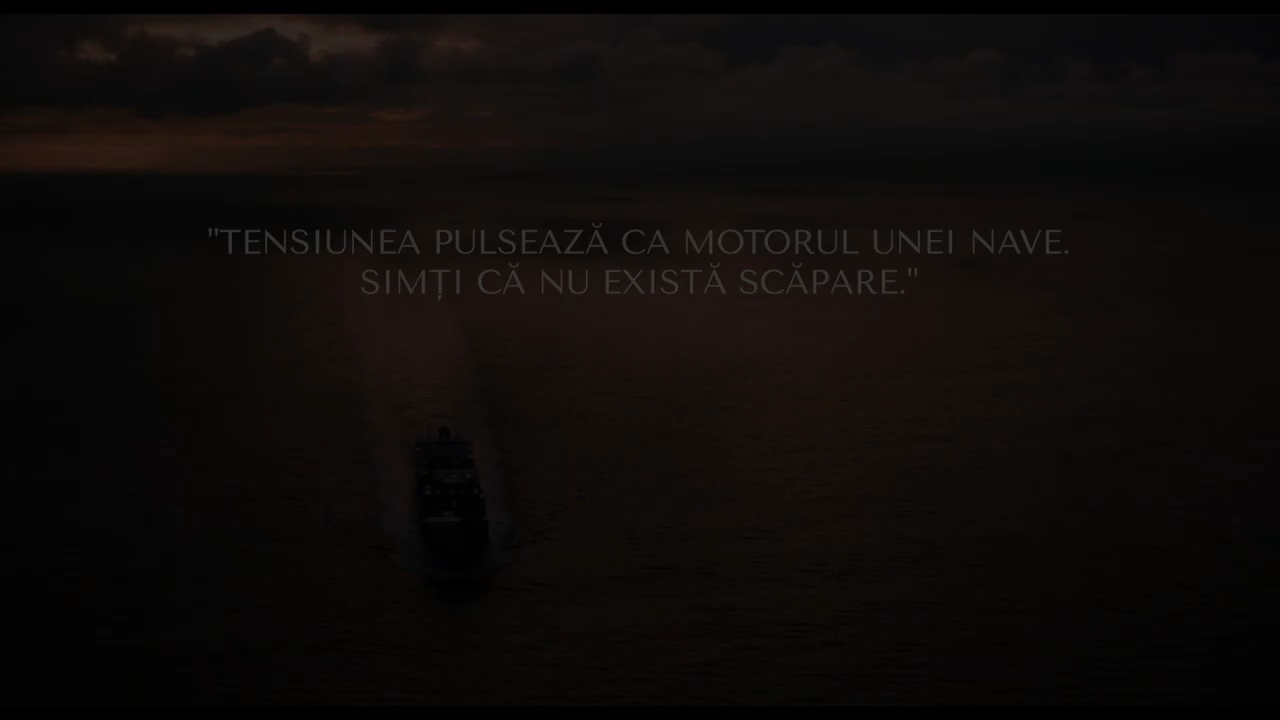 "TENSIUNEA PULSEAZĂ CA MOTORUL UNEI NAVE.
SIMȚI CĂ NU EXISTĂ SCĂPARE."